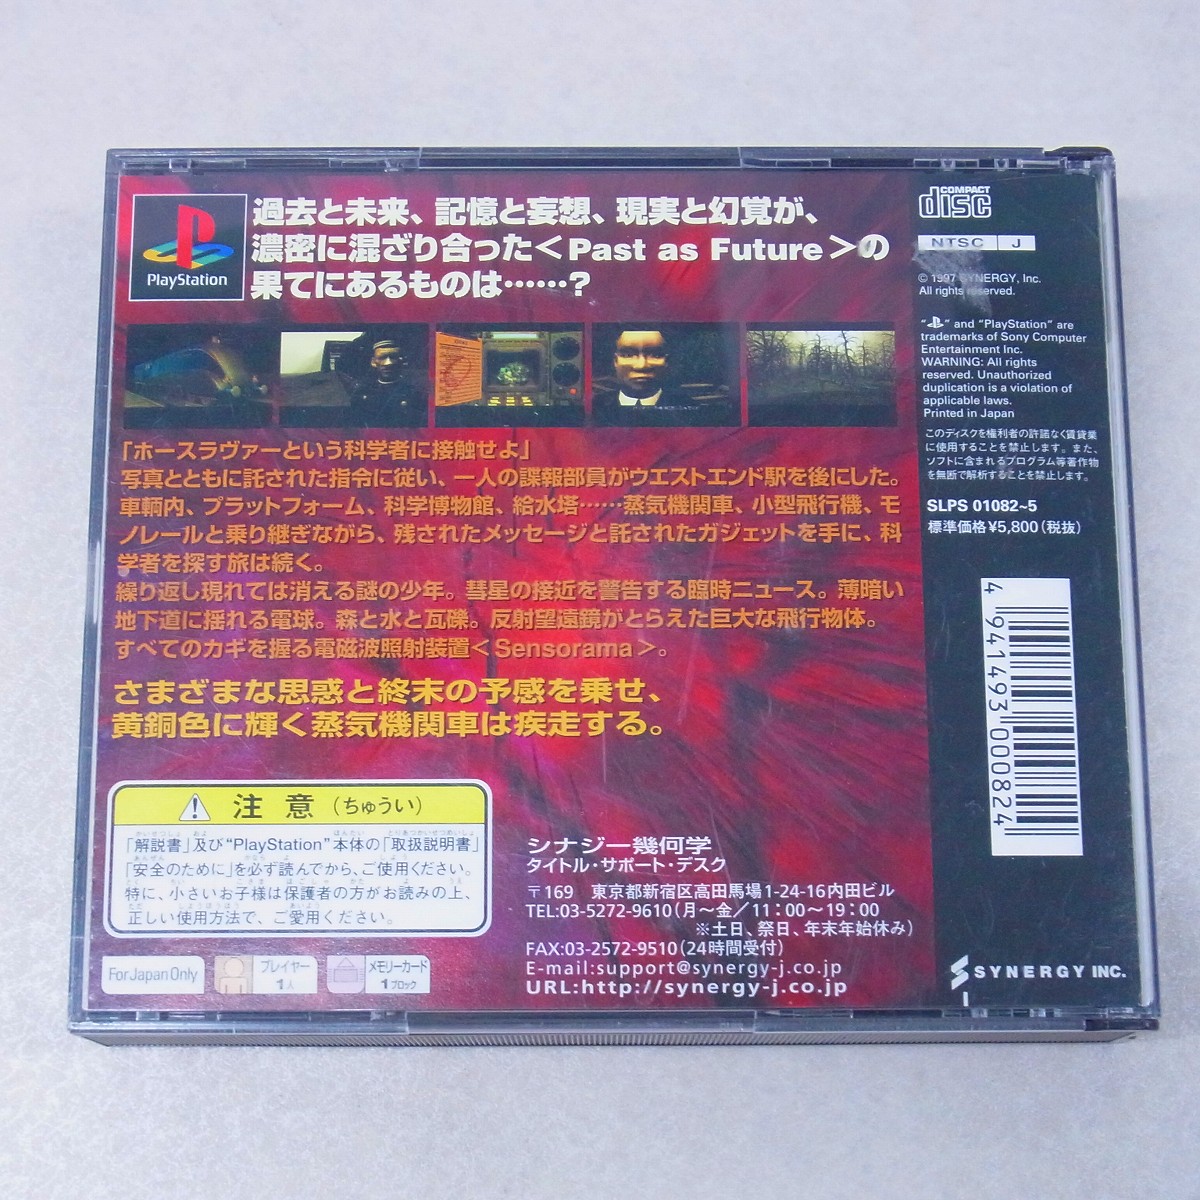 PlayStation
過去と未来、記憶と妄想、現実と幻覚が、
濃密に混ざり合った<Past as Future>の
果てにあるものは……?
「ホースラヴァーという科学者に接触せよ」
写真とともに託された指令に従い、一人の諜報部員がウエストエンド駅を後にした。
車輌内、プラットフォーム、科学博物館、給水塔……蒸気機関車、小型飛行機、モ
ノレールと乗り継ぎながら、残されたメッセージと託されたガジェットを手に、科
学者を探す旅は続く。
繰り返し現れては消える謎の少年。彗星の接近を警告する臨時ニュース。薄暗い
地下道に揺れる電球。森と水と瓦礫。反射望遠鏡がとらえた巨大な飛行物体。
すべてのカギを握る電磁波照射装置<Sensorama>。
さまざまな思惑と終末の予感を乗せ、
黄銅色に輝く蒸気機関車は疾走する。
注意(ちゅうい)
「解説書」及び“PlayStation”本体の「取扱説明書」
「安全のために」を必ず読んでから、ご使用ください。
特に、小さいお子様は保護者の方がお読みの上、
正しい使用方法で、ご愛用ください。
For Japan Only
プレイヤー
1人
メモリーカード
1ブロック
シナジー幾何学
タイトル・サポート・デスク
〒169 東京都新宿区高田馬場1-24-16内田ビル
TEL:03-5272-9610(月〜金/11:00〜19:00
※土日、祭日、年末年始休み)
FAX:03-2572-9510(24時間受付)
E-mail:support@synergy-j.co.jp
URL:http://synergy-j.co.jp
COMPACT
disc
NTSC J
© 1997 SYNERGY, Inc.
All rights reserved.
“ ” and “PlayStation” are
trademarks of Sony Computer
Entertainment Inc.
WARNING: All rights
reserved. Unauthorized
duplication is a violation of
applicable laws.
Printed in Japan
このディスクを権利者の許諾なく賃貸業
に使用することを禁止します。また、
ソフトに含まれるプログラム等著作物
を無断で解析することを禁止します。
SLPS 01082~5
標準価格¥5,800(税抜)
4 941493 000824
SYNERGY INC.